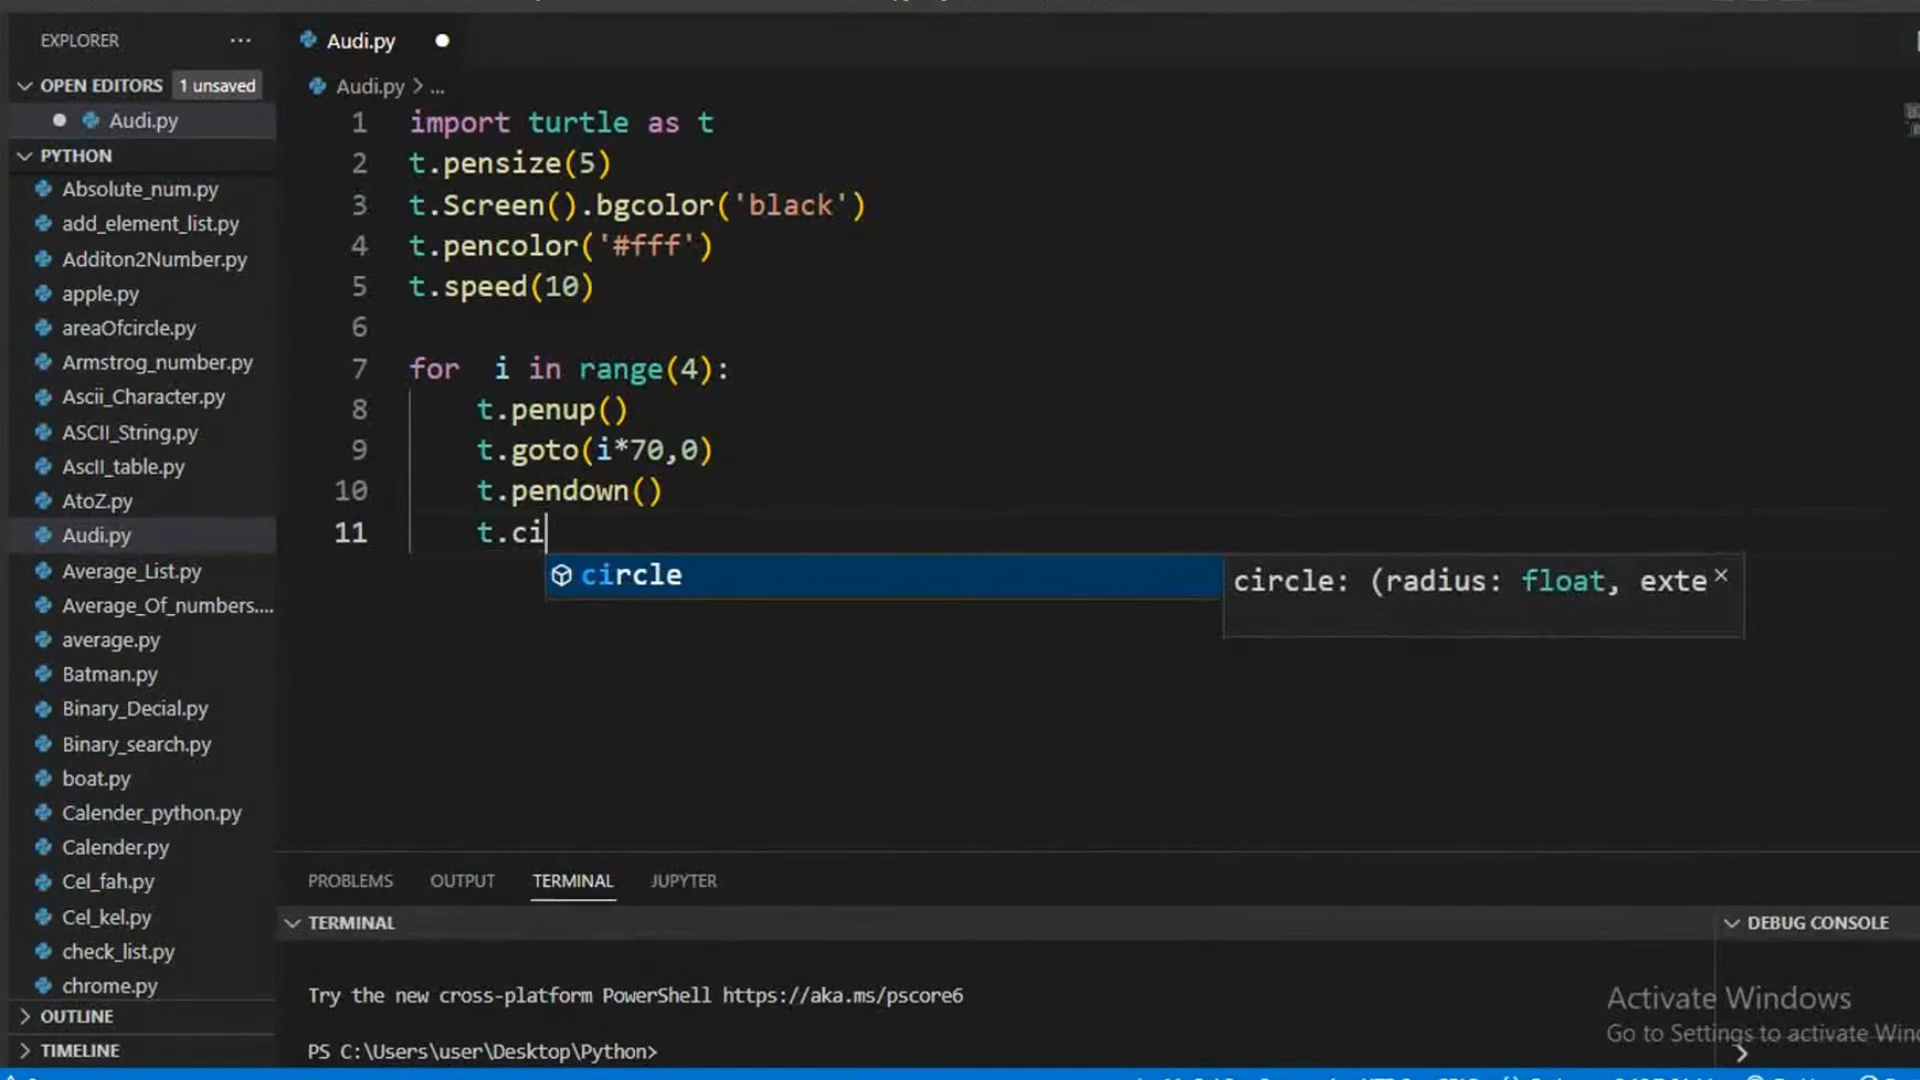 EXPLORER ...
OPEN EDITORS 1 unsaved
Audi.py
PYTHON
Absolute_num.py
add_element_list.py
Additon2Number.py
apple.py
areaOfcircle.py
Armstrog_number.py
Ascii_Character.py
ASCII_String.py
AscII_table.py
AtoZ.py
Audi.py
Average_List.py
Average_Of_numbers....
average.py
Batman.py
Binary_Decial.py
Binary_search.py
boat.py
Calender_python.py
Calender.py
Cel_fah.py
Cel_kel.py
check_list.py
chrome.py
OUTLINE
TIMELINE
Audi.py
Audi.py > ...
1 import turtle as t
2 t.pensize(5)
3 t.Screen().bgcolor('black')
4 t.pencolor('#fff')
5 t.speed(10)
6
7 for  i in range(4):
8     t.penup()
9     t.goto(i*70,0)
10     t.pendown()
11     t.ci
circle
circle: (radius: float, exte ×
PROBLEMS OUTPUT TERMINAL JUPYTER
TERMINAL
Try the new cross-platform PowerShell https://aka.ms/pscore6
PS C:\Users\user\Desktop\Python>
DEBUG CONSOLE
Activate Windows
Go to Settings to activate Win
>